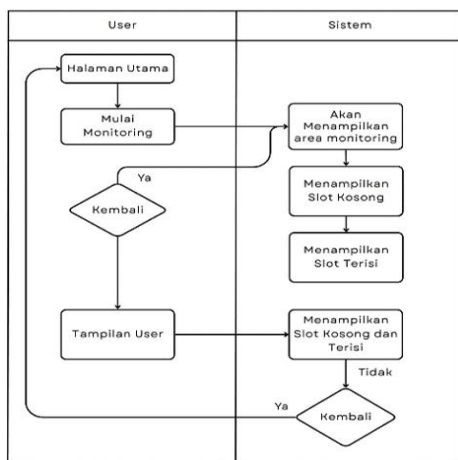 User
Sistem
Halaman Utama
Mulai
Monitoring
Akan
Menampilkan
area monitoring
Ya
Menampilkan
Slot Kosong
Kembali
Menampilkan
Slot Terisi
Tampilan User
Menampilkan
Slot Kosong dan
Terisi
Tidak
Ya
Kembali